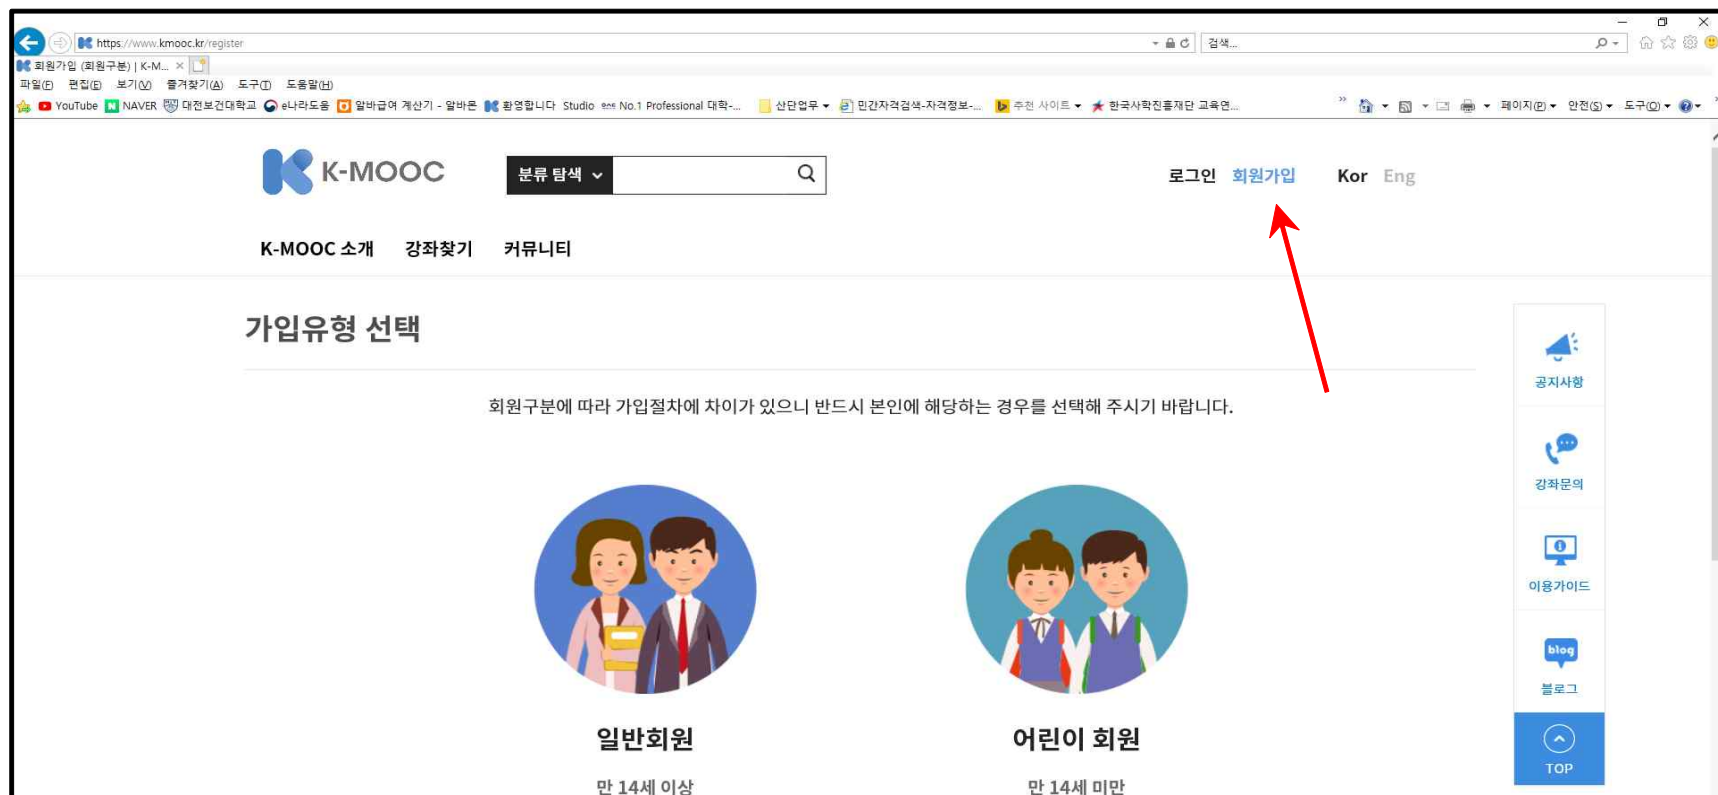 https://www.kmooc.kr/register
검색...
회원가입 (회원구분) | K-M...
파일(F) 편집(E) 보기(V) 즐겨찾기(A) 도구(T) 도움말(H)
YouTube NAVER 대전보건대학교 e나라도움 알바급여 계산기 - 알바몬 환영합니다 Studio No.1 Professional 대학-... 산단업무 민간자격검색-자격정보-... 추천 사이트 한국사학진흥재단 교육연... » 페이지(P) 안전(S) 도구(O)
K-MOOC 분류 탐색 로그인 회원가입 Kor Eng
K-MOOC 소개 강좌찾기 커뮤니티
가입유형 선택
회원구분에 따라 가입절차에 차이가 있으니 반드시 본인에 해당하는 경우를 선택해 주시기 바랍니다.
공지사항
강좌문의
이용가이드
blog
블로그
TOP
일반회원 어린이 회원
만 14세 이상 만 14세 미만